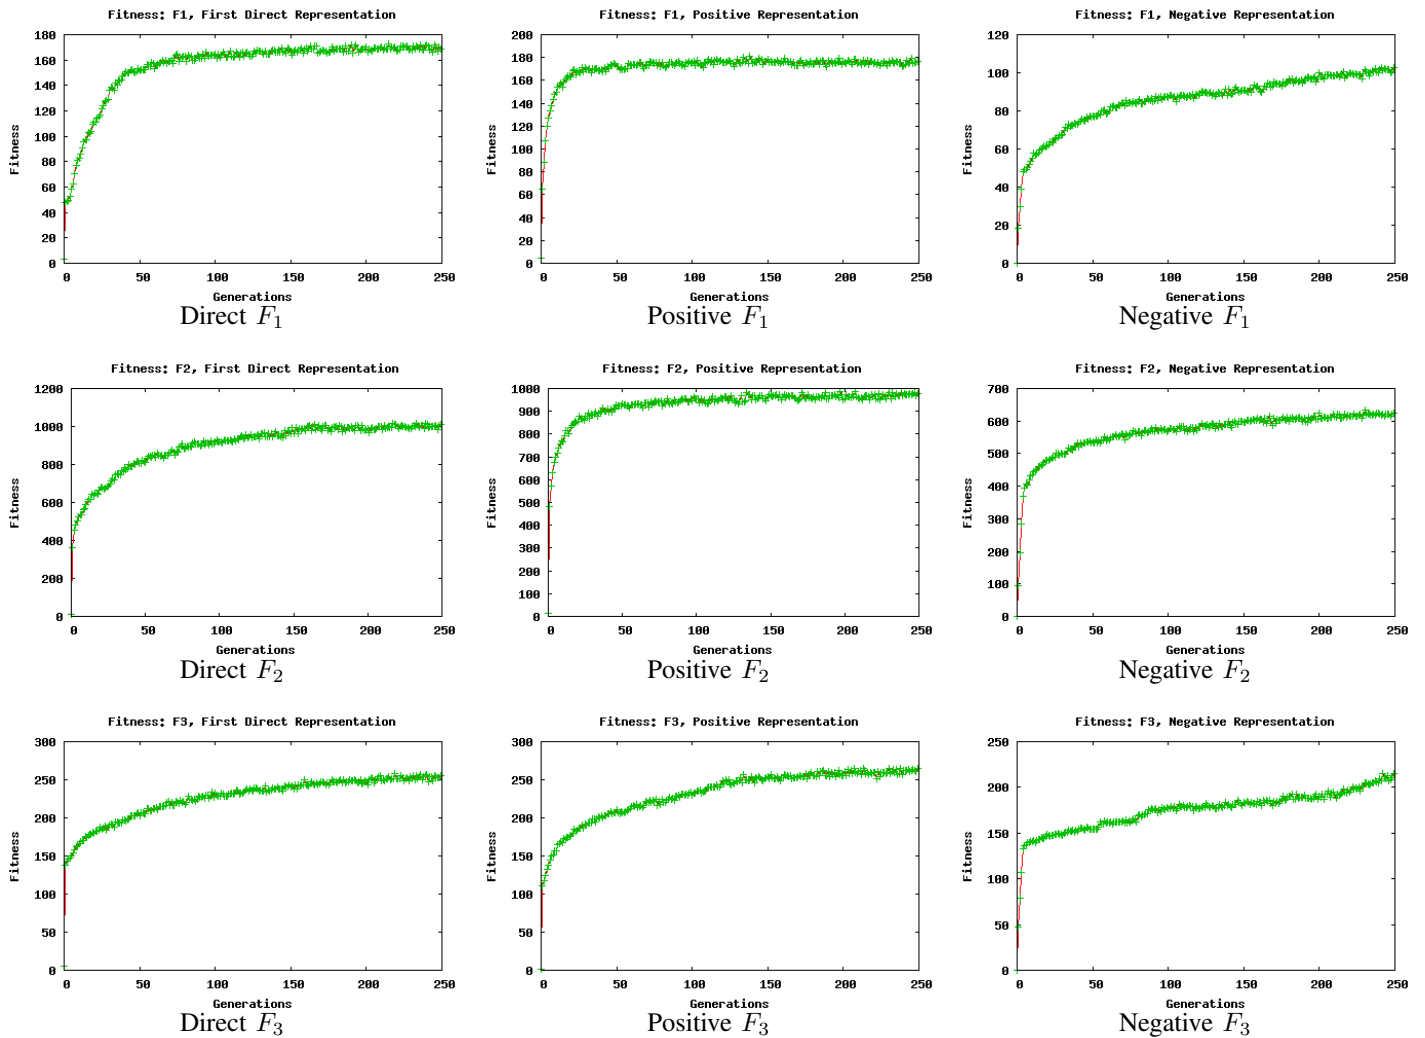 Fitness: F1, First Direct Representation
180
160
140
120
100
80
60
40
20
0
Fitness
0 50 100 150 200 250
Generations
Direct F1
Fitness: F1, Positive Representation
200
180
160
140
120
100
80
60
40
20
0
Fitness
0 50 100 150 200 250
Generations
Positive F1
Fitness: F1, Negative Representation
120
100
80
60
40
20
0
Fitness
0 50 100 150 200 250
Generations
Negative F1
Fitness: F2, First Direct Representation
1200
1000
800
600
400
200
0
Fitness
0 50 100 150 200 250
Generations
Direct F2
Fitness: F2, Positive Representation
1000
900
800
700
600
500
400
300
200
100
0
Fitness
0 50 100 150 200 250
Generations
Positive F2
Fitness: F2, Negative Representation
700
600
500
400
300
200
100
0
Fitness
0 50 100 150 200 250
Generations
Negative F2
Fitness: F3, First Direct Representation
300
250
200
150
100
50
0
Fitness
0 50 100 150 200 250
Generations
Direct F3
Fitness: F3, Positive Representation
300
250
200
150
100
50
0
Fitness
0 50 100 150 200 250
Generations
Positive F3
Fitness: F3, Negative Representation
250
200
150
100
50
0
Fitness
0 50 100 150 200 250
Generations
Negative F3